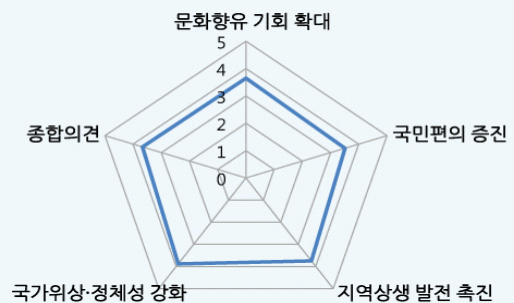 문화향유 기회 확대
5
4
3
2
1
0
종합의견
국민편의 증진
국가위상·정체성 강화
지역상생 발전 촉진